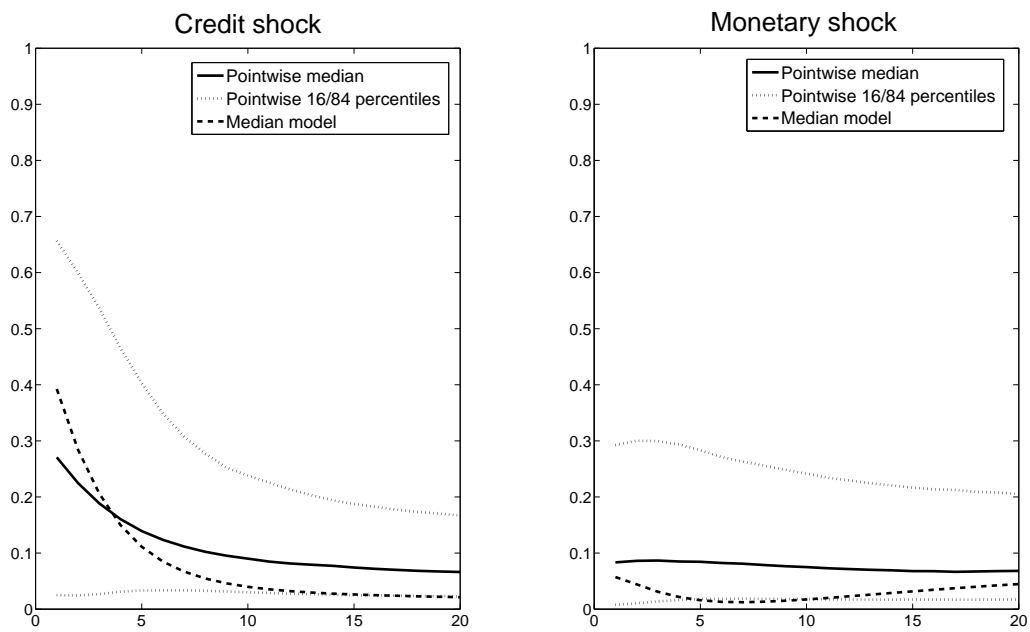 Credit shock
1
0.9
0.8
0.7
0.6
0.5
0.4
0.3
0.2
0.1
0
0 5 10 15 20
Pointwise median
Pointwise 16/84 percentiles
Median model
Monetary shock
1
0.9
0.8
0.7
0.6
0.5
0.4
0.3
0.2
0.1
0
0 5 10 15 20
Pointwise median
Pointwise 16/84 percentiles
Median model